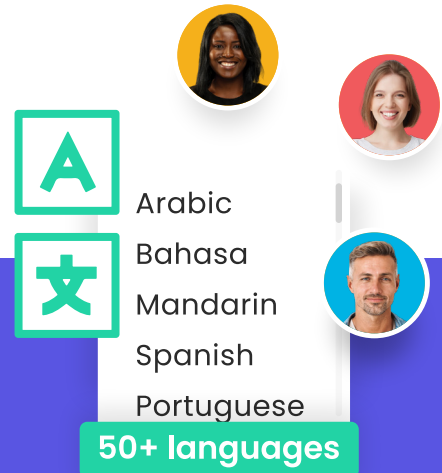 A
文
Arabic
Bahasa
Mandarin
Spanish
Portuguese
50+ languages